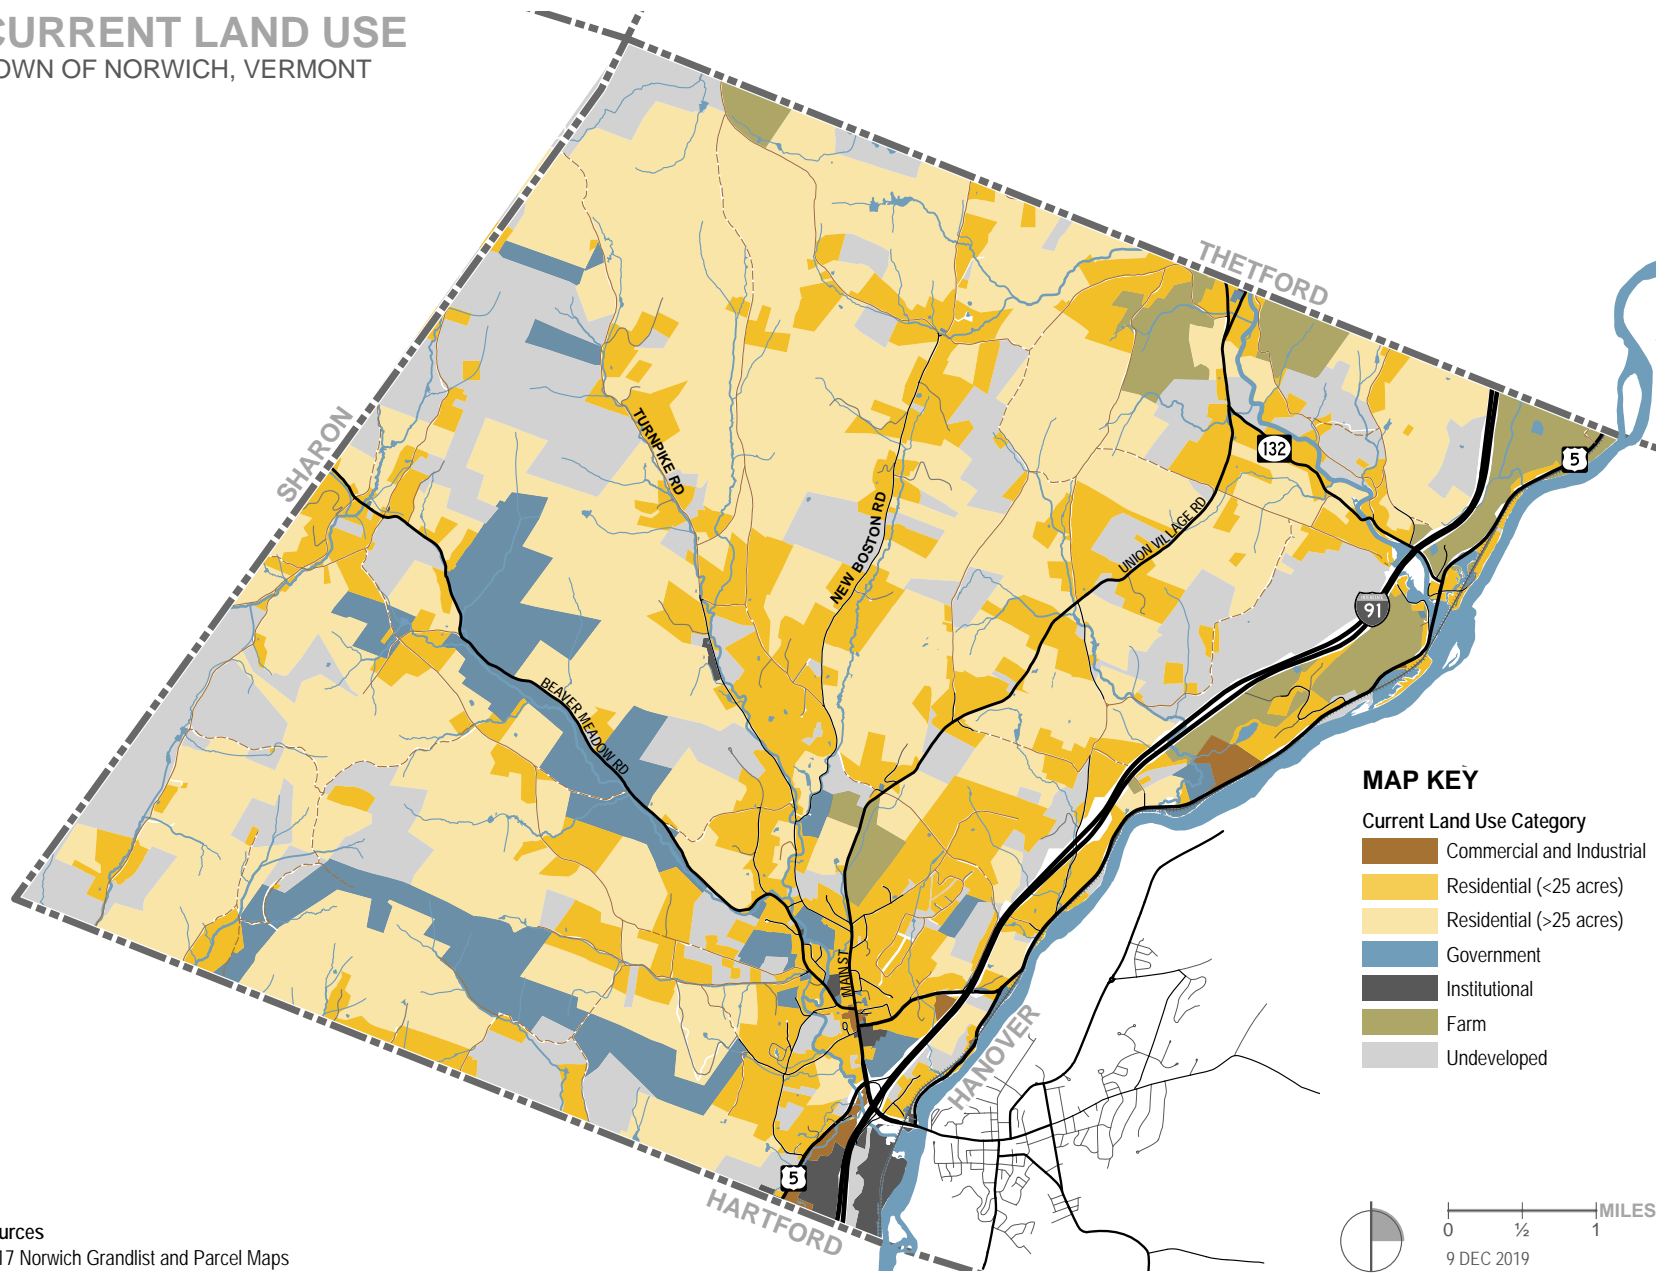 CURRENT LAND USE
OWN OF NORWICH, VERMONT
THETFORD
SHARON
TURNPIKE RD
NEW BOSTON RD
UNION VILLAGE RD
132
5
INTERSTATE
91
BEAVER MEADOW RD
MAIN ST
HANOVER
5
HARTFORD
MAP KEY
Current Land Use Category
Commercial and Industrial
Residential (<25 acres)
Residential (>25 acres)
Government
Institutional
Farm
Undeveloped
MILES
0 ½ 1
9 DEC 2019
urces
17 Norwich Grandlist and Parcel Maps